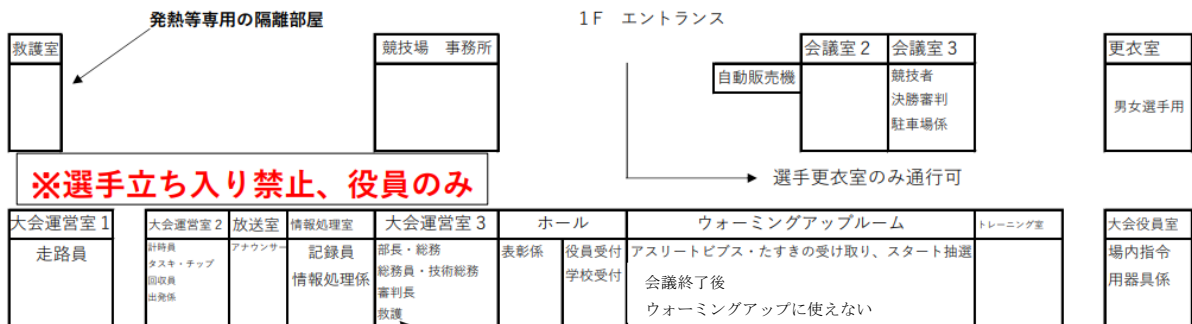 発熱等専用の隔離部屋
1F エントランス
救護室
競技場 事務所
会議室2
会議室3
更衣室
自動販売機
競技者
決勝審判
駐車場係
男女選手用
※選手立ち入り禁止、役員のみ
選手更衣室のみ通行可
大会運営室1
大会運営室2
放送室
情報処理室
大会運営室3
ホール
ウォーミングアップルーム
トレーニング室
大会役員室
走路員
計時員
タスキ・チップ
回収員
出発係
アナウンサー
記録員
情報処理係
部長・総務
総務員・技術総務
審判長
救護
表彰係
役員受付
学校受付
アスリートビブス・たすきの受け取り、スタート抽選
会議終了後
ウォーミングアップに使えない
場内指令
用器具係